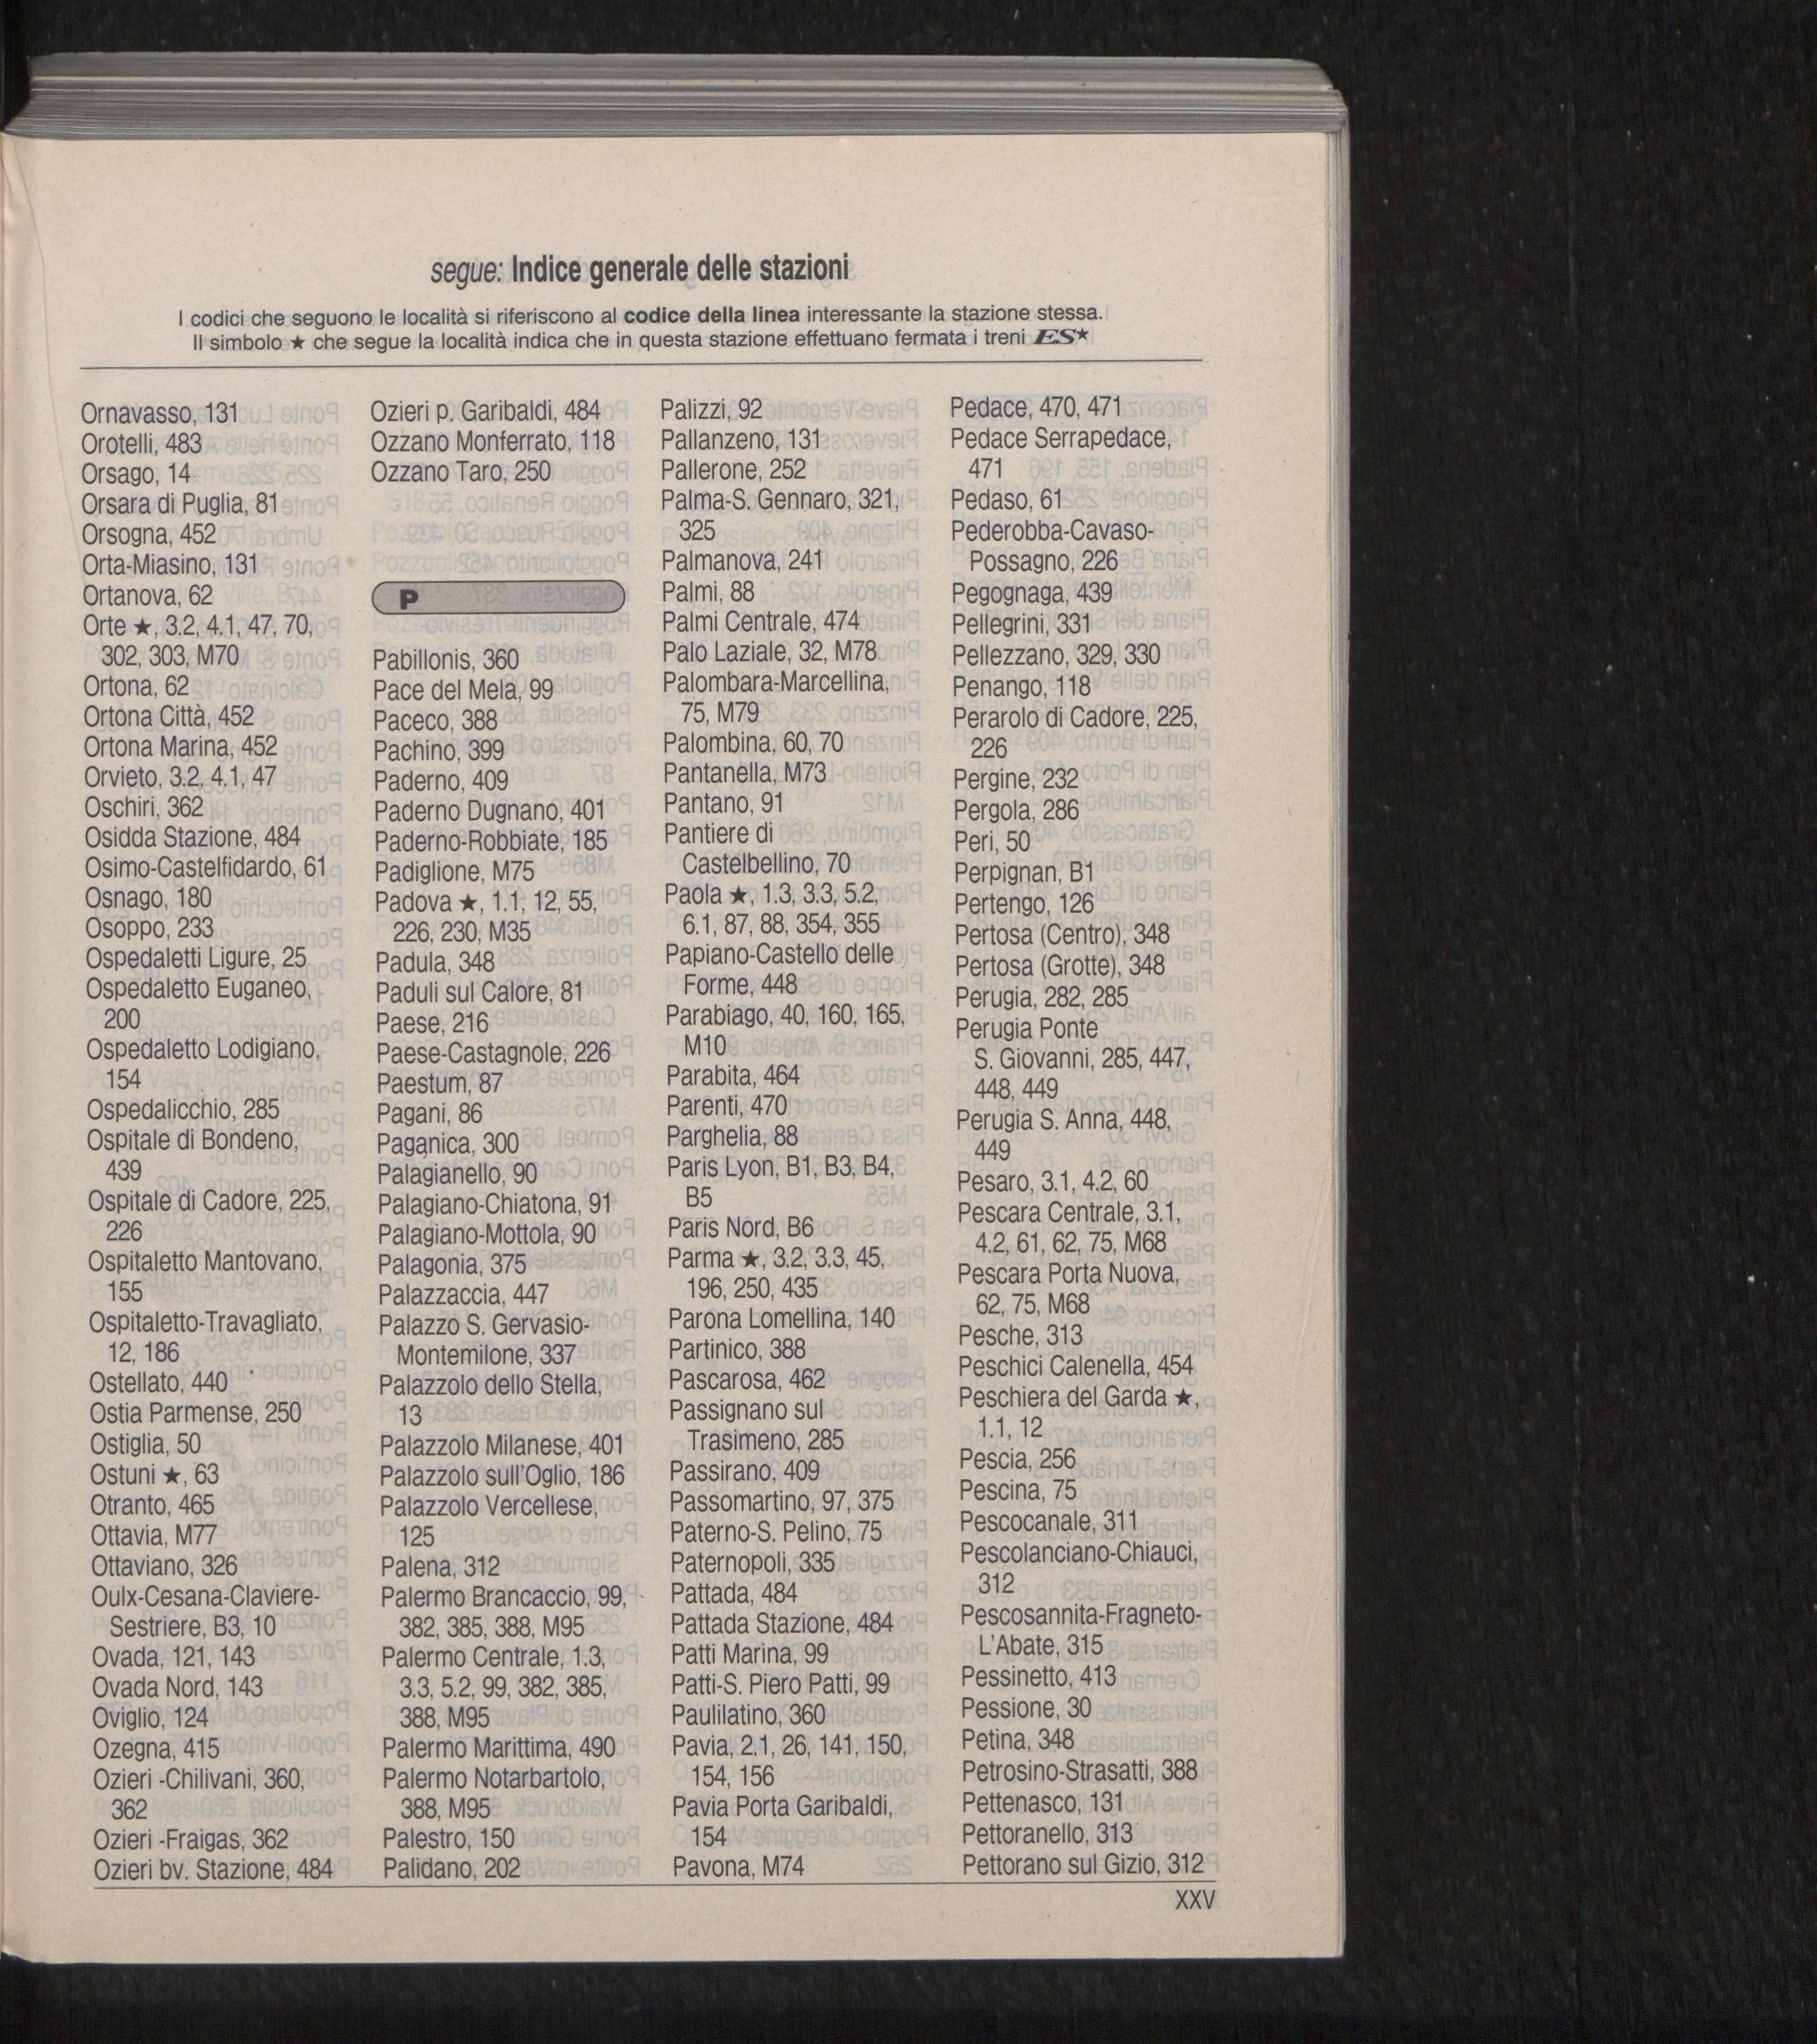 segue: Indice generale delle stazioni
I codici che seguono le località si riferiscono al codice della linea interessante la stazione stessa.
Il simbolo ★ che segue la località indica che in questa stazione effettuano fermata i treni ES★
Ornavasso, 131
Orotelli, 483
Orsago, 14
Orsara di Puglia, 81
Orsogna, 452
Orta-Miasino, 131
Ortanova, 62
Orte ★, 3.2, 4.1, 47, 70,
302, 303, M70
Ortona, 62
Ortona Città, 452
Ortona Marina, 452
Orvieto, 3.2, 4.1, 47
Oschiri, 362
Osidda Stazione, 484
Osimo-Castelfidardo, 61
Osnago, 180
Osoppo, 233
Ospedaletti Ligure, 25
Ospedaletto Euganeo,
200
Ospedaletto Lodigiano,
154
Ospedalicchio, 285
Ospitale di Bondeno,
439
Ospitale di Cadore, 225,
226
Ospitaletto Mantovano,
155
Ospitaletto-Travagliato,
12, 186
Ostellato, 440
Ostia Parmense, 250
Ostiglia, 50
Ostuni ★, 63
Otranto, 465
Ottavia, M77
Ottaviano, 326
Oulx-Cesana-Claviere-
Sestriere, B3, 10
Ovada, 121, 143
Ovada Nord, 143
Oviglio, 124
Ozegna, 415
Ozieri -Chilivani, 360,
362
Ozieri -Fraigas, 362
Ozieri bv. Stazione, 484
Ozieri p. Garibaldi, 484
Ozzano Monferrato, 118
Ozzano Taro, 250
P
Pabillonis, 360
Pace del Mela, 99
Paceco, 388
Pachino, 399
Paderno, 409
Paderno Dugnano, 401
Paderno-Robbiate, 185
Padiglione, M75
Padova ★, 1.1, 12, 55,
226, 230, M35
Padula, 348
Paduli sul Calore, 81
Paese, 216
Paese-Castagnole, 226
Paestum, 87
Pagani, 86
Paganica, 300
Palagianello, 90
Palagiano-Chiatona, 91
Palagiano-Mottola, 90
Palagonia, 375
Palazzaccia, 447
Palazzo S. Gervasio-
Montemilone, 337
Palazzolo dello Stella,
13
Palazzolo Milanese, 401
Palazzolo sull'Oglio, 186
Palazzolo Vercellese,
125
Palena, 312
Palermo Brancaccio, 99,
382, 385, 388, M95
Palermo Centrale, 1.3,
3.3, 5.2, 99, 382, 385,
388, M95
Palermo Marittima, 490
Palermo Notarbartolo,
388, M95
Palestro, 150
Palidano, 202
Palizzi, 92
Pallanzeno, 131
Pallerone, 252
Palma-S. Gennaro, 321,
325
Palmanova, 241
Palmi, 88
Palmi Centrale, 474
Palo Laziale, 32, M78
Palombara-Marcellina,
75, M79
Palombina, 60, 70
Pantanella, M73
Pantano, 91
Pantiere di
Castelbellino, 70
Paola ★, 1.3, 3.3, 5.2,
6.1, 87, 88, 354, 355
Papiano-Castello delle
Forme, 448
Parabiago, 40, 160, 165,
M10
Parabita, 464
Parenti, 470
Parghelia, 88
Paris Lyon, B1, B3, B4,
B5
Paris Nord, B6
Parma ★, 3.2, 3.3, 45,
196, 250, 435
Parona Lomellina, 140
Partinico, 388
Pascarosa, 462
Passignano sul
Trasimeno, 285
Passirano, 409
Passomartino, 97, 375
Paterno-S. Pelino, 75
Paternopoli, 335
Pattada, 484
Pattada Stazione, 484
Patti Marina, 99
Patti-S. Piero Patti, 99
Paulilatino, 360
Pavia, 2.1, 26, 141, 150,
154, 156
Pavia Porta Garibaldi,
154
Pavona, M74
Pedace, 470, 471
Pedace Serrapedace,
471
Pedaso, 61
Pederobba-Cavaso-
Possagno, 226
Pegognaga, 439
Pellegrini, 331
Pellezzano, 329, 330
Penango, 118
Perarolo di Cadore, 225,
226
Pergine, 232
Pergola, 286
Peri, 50
Perpignan, B1
Pertengo, 126
Pertosa (Centro), 348
Pertosa (Grotte), 348
Perugia, 282, 285
Perugia Ponte
S. Giovanni, 285, 447,
448, 449
Perugia S. Anna, 448,
449
Pesaro, 3.1, 4.2, 60
Pescara Centrale, 3.1,
4.2, 61, 62, 75, M68
Pescara Porta Nuova,
62, 75, M68
Pesche, 313
Peschici Calenella, 454
Peschiera del Garda ★,
1.1, 12
Pescia, 256
Pescina, 75
Pescocanale, 311
Pescolanciano-Chiauci,
312
Pescosannita-Fragneto-
L'Abate, 315
Pessinetto, 413
Pessione, 30
Petina, 348
Petrosino-Strasatti, 388
Pettenasco, 131
Pettoranello, 313
Pettorano sul Gizio, 312
XXV